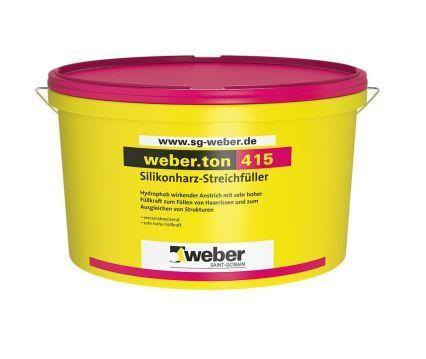 www.sg-weber.de
weber.ton 415
Silikonharz-Streichfüller
Hydrophob wirkender Anstrich mit sehr hoher
Füllkraft zum Füllen von Haarrissen und zum
Ausgleichen von Strukturen
• wasserabweisend
• sehr hohe Füllkraft
weber
SAINT-GOBAIN